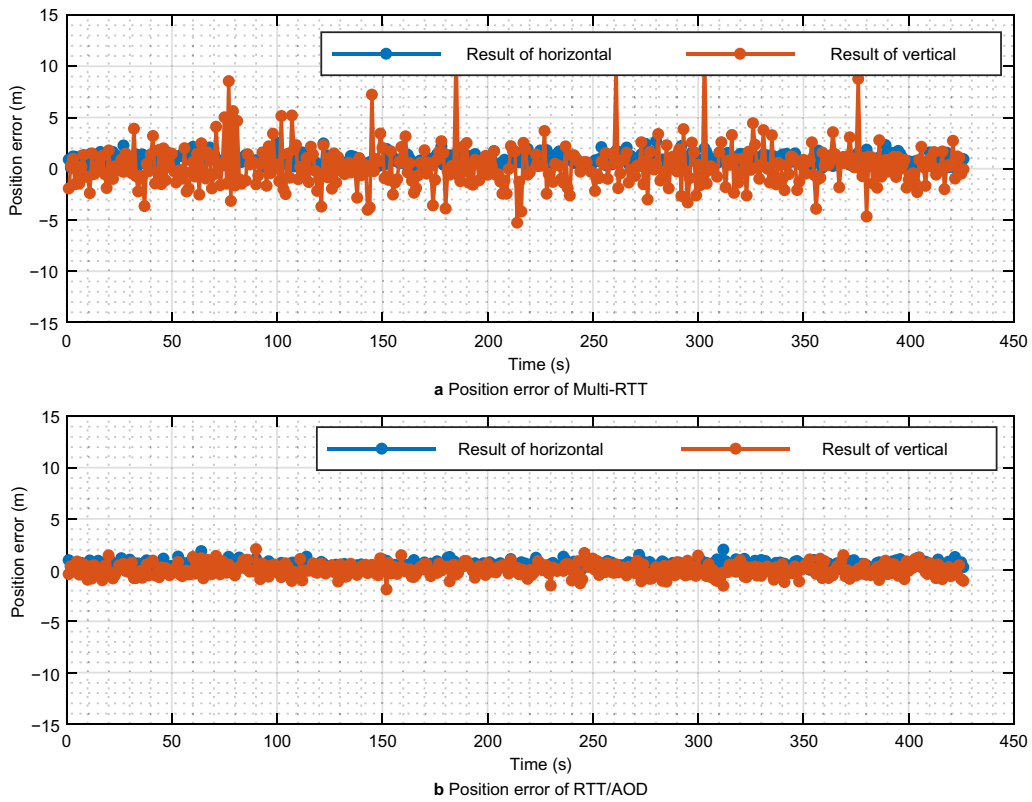 15
10
5
0
−5
−10
−15
Position error (m)
Result of horizontal Result of vertical
0 50 100 150 200 250 300 350 400 450
Time (s)
a Position error of Multi-RTT
15
10
5
0
−5
−10
−15
Position error (m)
Result of horizontal Result of vertical
0 50 100 150 200 250 300 350 400 450
Time (s)
b Position error of RTT/AOD